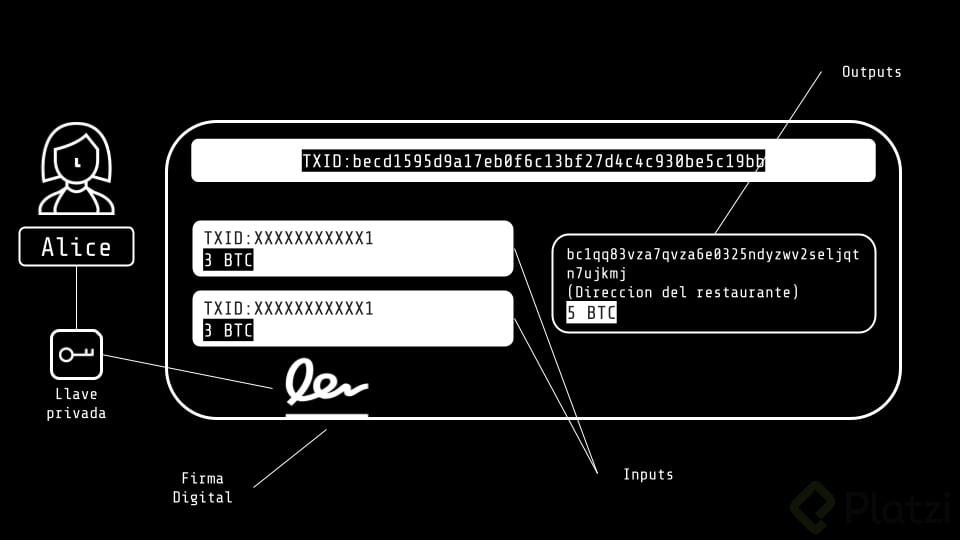 Outputs
TXID:becd1595d9a17eb0f6c13bf27d4c4c930be5c19bb
TXID:XXXXXXXXXXX1
3 BTC
Alice
bc1qq83vza7qvza6e0325ndyzwv2seljqt
n7ujkmj
(Direccion del restaurante)
5 BTC
TXID:XXXXXXXXXXX1
3 BTC
Llave
privada
Firma
Digital
Inputs
Platzi